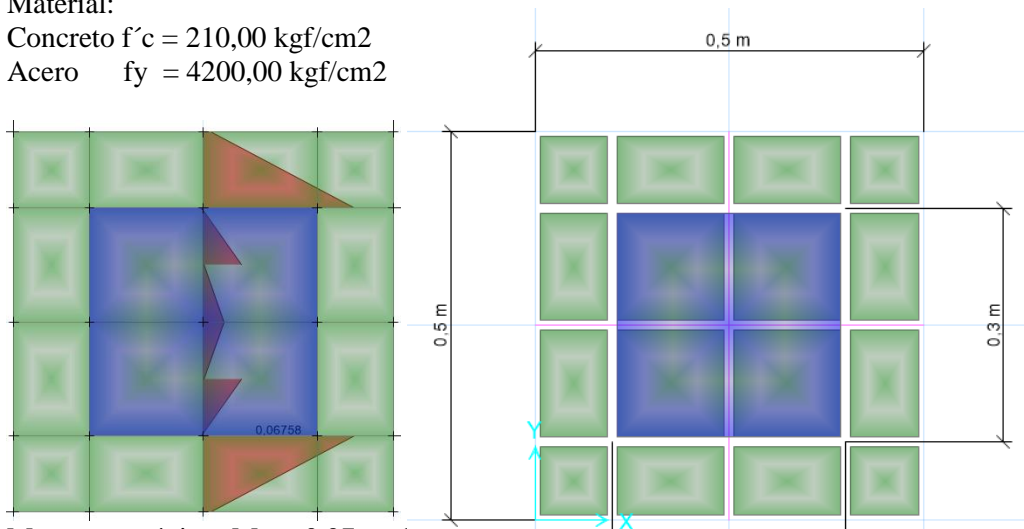 Material:
Concreto f´c = 210,00 kgf/cm2
Acero fy = 4200,00 kgf/cm2
0,5 m
0,5 m
0,3 m
0,06758
Y
X